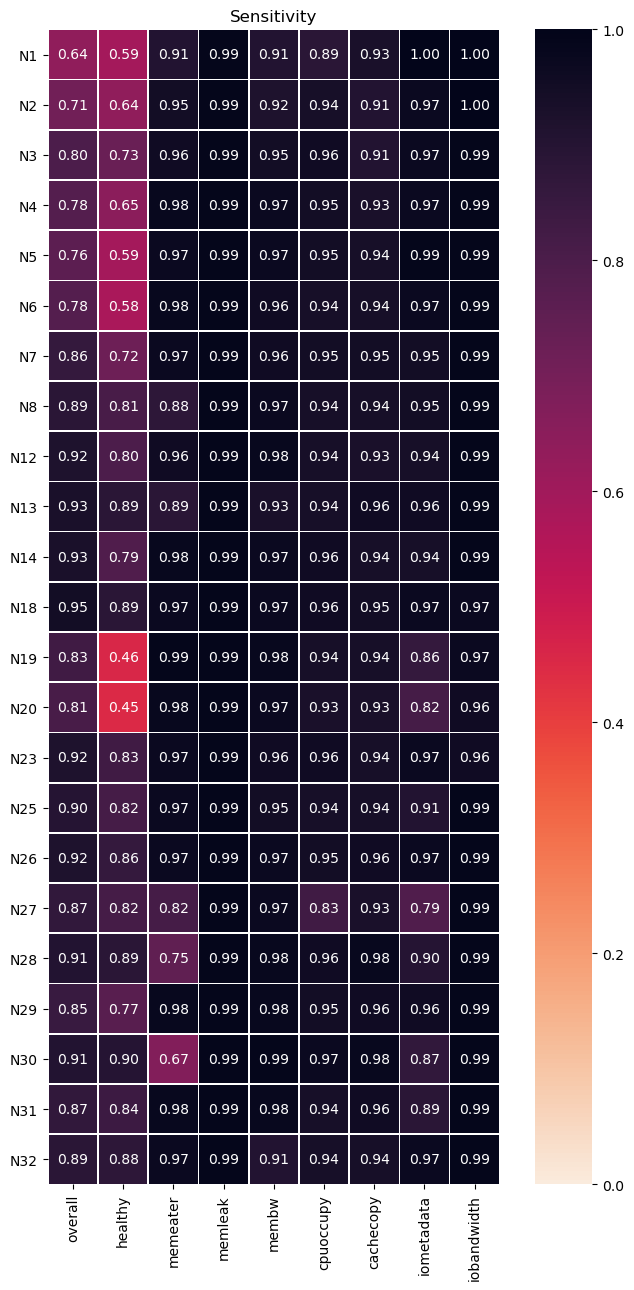 Sensitivity
N1 0.64 0.59 0.91 0.99 0.91 0.89 0.93 1.00 1.00
N2 0.71 0.64 0.95 0.99 0.92 0.94 0.91 0.97 1.00
N3 0.80 0.73 0.96 0.99 0.95 0.96 0.91 0.97 0.99
N4 0.78 0.65 0.98 0.99 0.97 0.95 0.93 0.97 0.99
N5 0.76 0.59 0.97 0.99 0.97 0.95 0.94 0.99 0.99
N6 0.78 0.58 0.98 0.99 0.96 0.94 0.94 0.97 0.99
N7 0.86 0.72 0.97 0.99 0.96 0.95 0.95 0.95 0.99
N8 0.89 0.81 0.88 0.99 0.97 0.94 0.94 0.95 0.99
N12 0.92 0.80 0.96 0.99 0.98 0.94 0.93 0.94 0.99
N13 0.93 0.89 0.89 0.99 0.93 0.94 0.96 0.96 0.99
N14 0.93 0.79 0.98 0.99 0.97 0.96 0.94 0.94 0.99
N18 0.95 0.89 0.97 0.99 0.97 0.96 0.95 0.97 0.97
N19 0.83 0.46 0.99 0.99 0.98 0.94 0.94 0.86 0.97
N20 0.81 0.45 0.98 0.99 0.97 0.93 0.93 0.82 0.96
N23 0.92 0.83 0.97 0.99 0.96 0.96 0.94 0.97 0.96
N25 0.90 0.82 0.97 0.99 0.95 0.94 0.94 0.91 0.99
N26 0.92 0.86 0.97 0.99 0.97 0.95 0.96 0.97 0.99
N27 0.87 0.82 0.82 0.99 0.97 0.83 0.93 0.79 0.99
N28 0.91 0.89 0.75 0.99 0.98 0.96 0.98 0.90 0.99
N29 0.85 0.77 0.98 0.99 0.98 0.95 0.96 0.96 0.99
N30 0.91 0.90 0.67 0.99 0.99 0.97 0.98 0.87 0.99
N31 0.87 0.84 0.98 0.99 0.98 0.94 0.96 0.89 0.99
N32 0.89 0.88 0.97 0.99 0.91 0.94 0.94 0.97 0.99
overall
healthy
memeater
memleak
membw
cpuoccupy
cachecopy
iometadata
iobandwidth
1.0
0.8
0.6
0.4
0.2
0.0